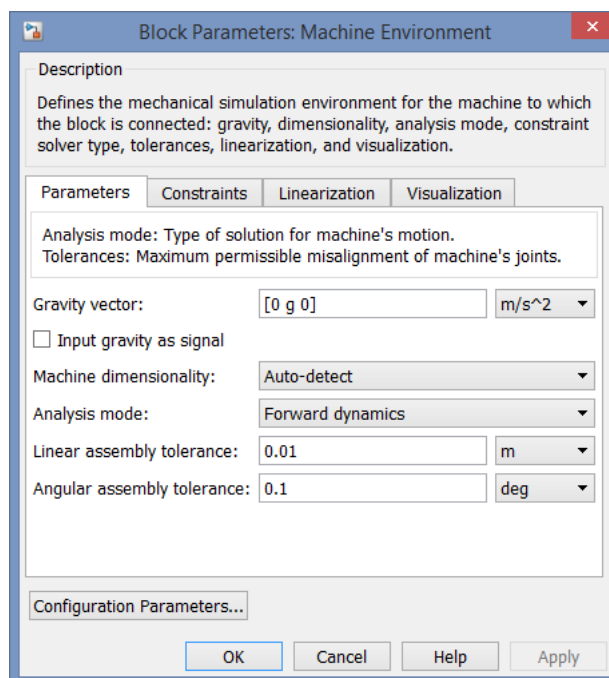 Block Parameters: Machine Environment
Description
Defines the mechanical simulation environment for the machine to which
the block is connected: gravity, dimensionality, analysis mode, constraint
solver type, tolerances, linearization, and visualization.
Parameters Constraints Linearization Visualization
Analysis mode: Type of solution for machine's motion.
Tolerances: Maximum permissible misalignment of machine's joints.
Gravity vector: [0 g 0] m/s^2
Input gravity as signal
Machine dimensionality: Auto-detect
Analysis mode: Forward dynamics
Linear assembly tolerance: 0.01 m
Angular assembly tolerance: 0.1 deg
Configuration Parameters...
OK Cancel Help Apply